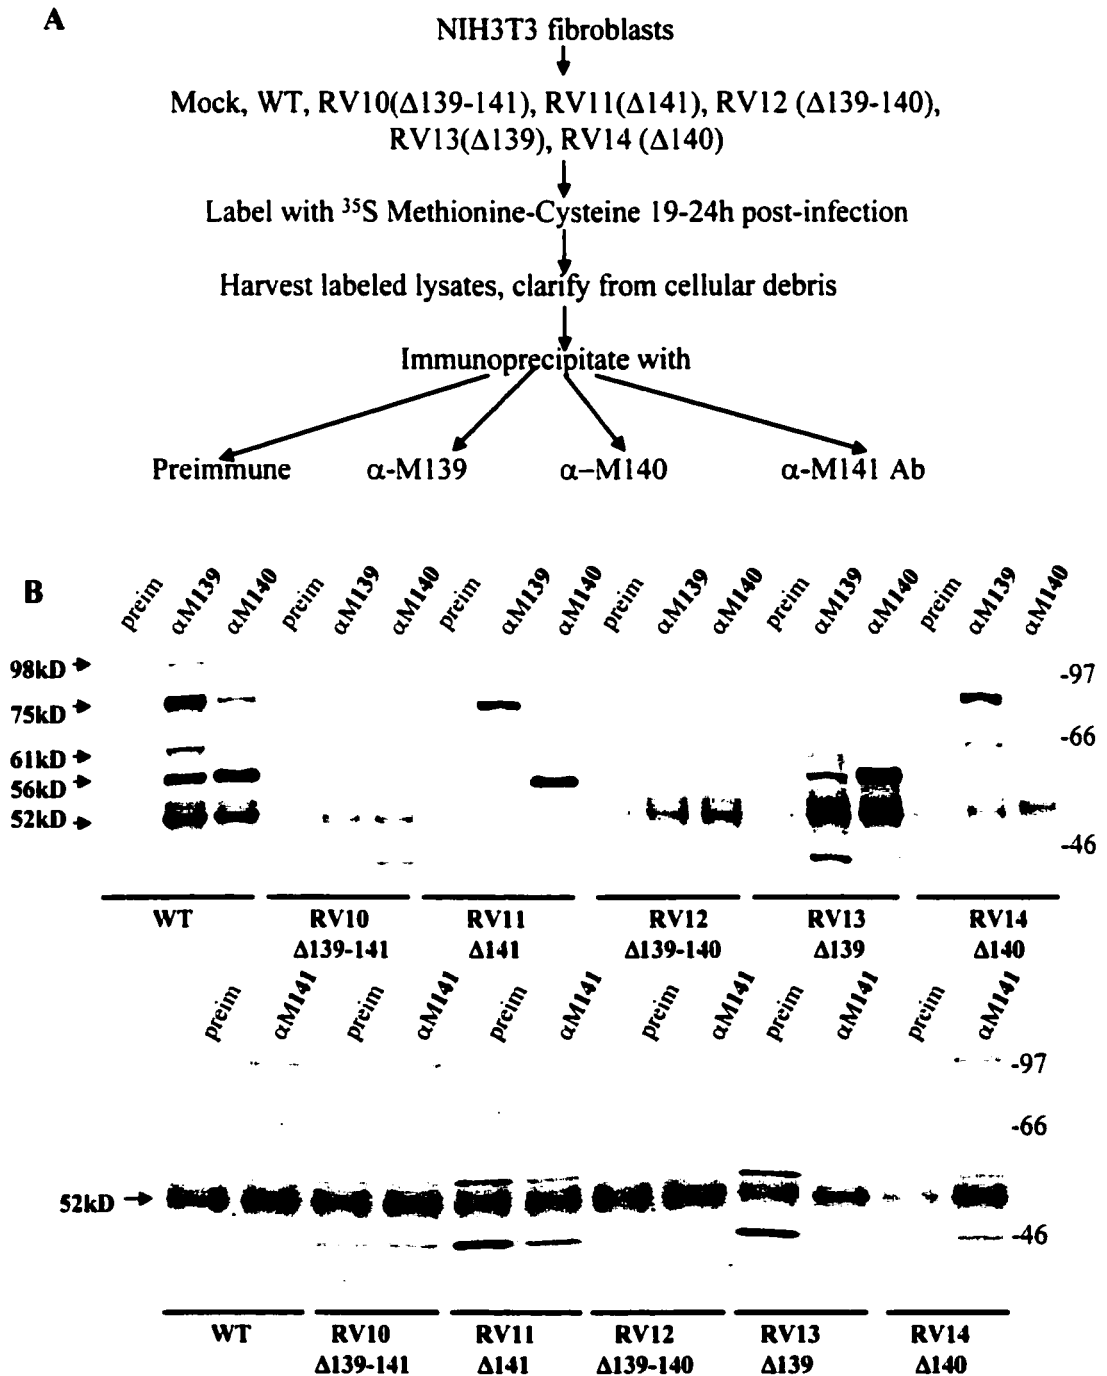 A
NIH3T3 fibroblasts
Mock, WT, RV10(Δ139-141), RV11(Δ141), RV12 (Δ139-140),
RV13(Δ139), RV14 (Δ140)
Label with ³⁵S Methionine-Cysteine 19-24h post-infection
Harvest labeled lysates, clarify from cellular debris
Immunoprecipitate with
Preimmune α-M139 α–M140 α-M141 Ab
B
preim αM139 αM140 preim αM139 αM140 preim αM139 αM140 preim αM139 αM140 preim αM139 αM140 preim αM139 αM140
98kD
-97
75kD
-66
61kD
56kD
52kD
-46
WT RV10 RV11 RV12 RV13 RV14
Δ139-141 Δ141 Δ139-140 Δ139 Δ140
preim αM141 preim αM141 preim αM141 preim αM141 preim αM141 preim αM141
-97
-66
52kD
-46
WT RV10 RV11 RV12 RV13 RV14
Δ139-141 Δ141 Δ139-140 Δ139 Δ140